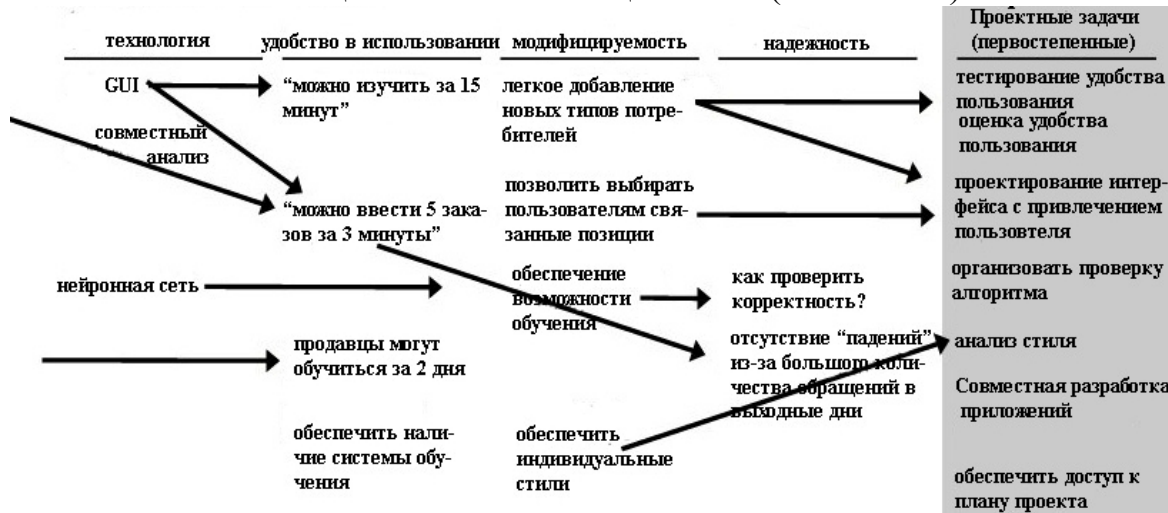 технология
GUI
совместный
анализ
нейронная сеть
удобство в использовании
“можно изучить за 15
минут”
“можно ввести 5 зака-
зов за 3 минуты”
продавцы могут
обучиться за 2 дня
обеспечить нали-
чие системы обу-
чения
модифицируемость
легкое добавление
новых типов потре-
бителей
позволить выбирать
пользователям свя-
занные позиции
обеспечение
возможности
обучения
обеспечить
индивидуальные
стили
надежность
как проверить
корректность?
отсутствие “падений”
из-за большого коли-
чества обращений в
выходные дни
Проектные задачи
(первостепенные)
тестирование удобства
пользования
оценка удобства
пользования
проектирование интер-
фейса с привлечением
пользовтеля
организовать проверку
алгоритма
анализ стиля
Совместная разработка
приложений
обеспечить доступ к
плану проекта